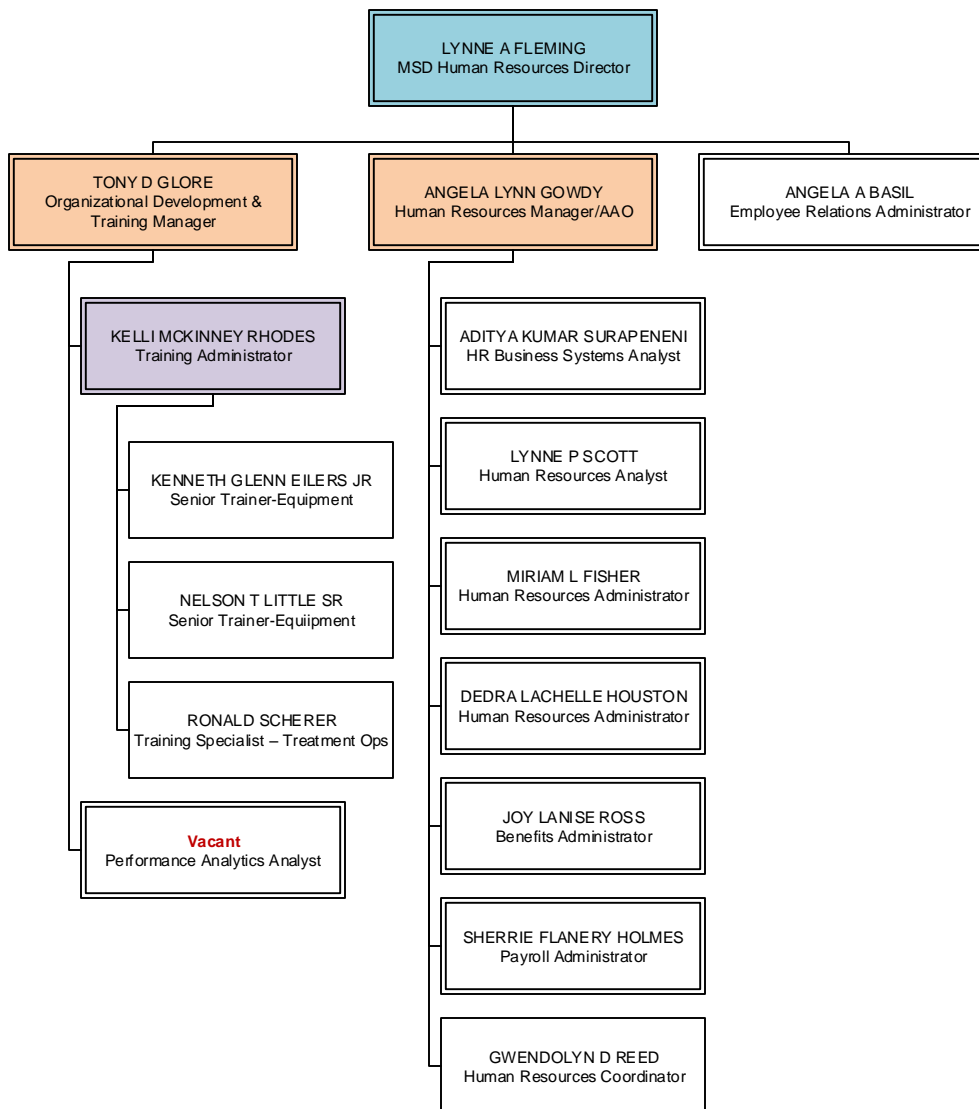 LYNNE A FLEMING
MSD Human Resources Director
TONY D GLORE
Organizational Development &
Training Manager
ANGELA LYNN GOWDY
Human Resources Manager/AAO
ANGELA A BASIL
Employee Relations Administrator
KELLI MCKINNEY RHODES
Training Administrator
KENNETH GLENN EILERS JR
Senior Trainer-Equipment
NELSON T LITTLE SR
Senior Trainer-Equiipment
RONALD SCHERER
Training Specialist – Treatment Ops
Vacant
Performance Analytics Analyst
ADITYA KUMAR SURAPENENI
HR Business Systems Analyst
LYNNE P SCOTT
Human Resources Analyst
MIRIAM L FISHER
Human Resources Administrator
DEDRA LACHELLE HOUSTON
Human Resources Administrator
JOY LANISE ROSS
Benefits Administrator
SHERRIE FLANERY HOLMES
Payroll Administrator
GWENDOLYN D REED
Human Resources Coordinator